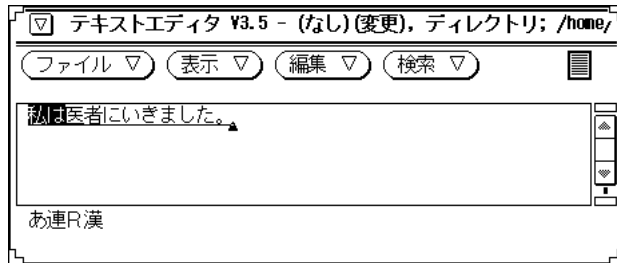 テキストエディタ V3.5 - (なし)(変更), ディレクトリ; /home/
ファイル 表示 編集 検索
私は医者にいきました。
あ連R漢